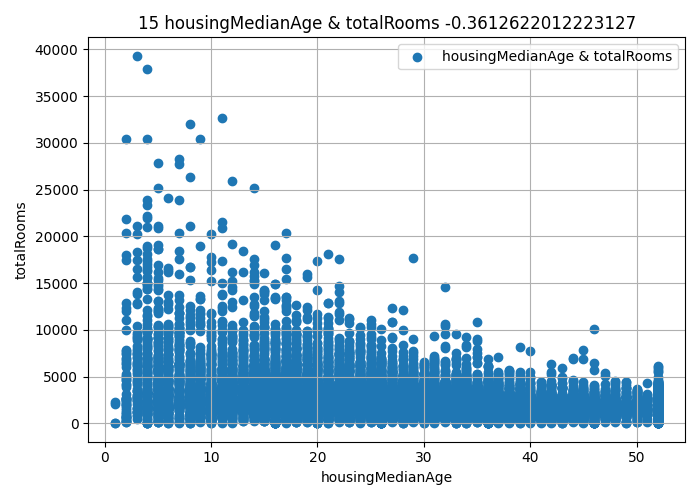 15 housingMedianAge & totalRooms -0.3612622012223127
housingMedianAge & totalRooms
40000
35000
30000
25000
20000
15000
10000
5000
0
totalRooms
0 10 20 30 40 50
housingMedianAge